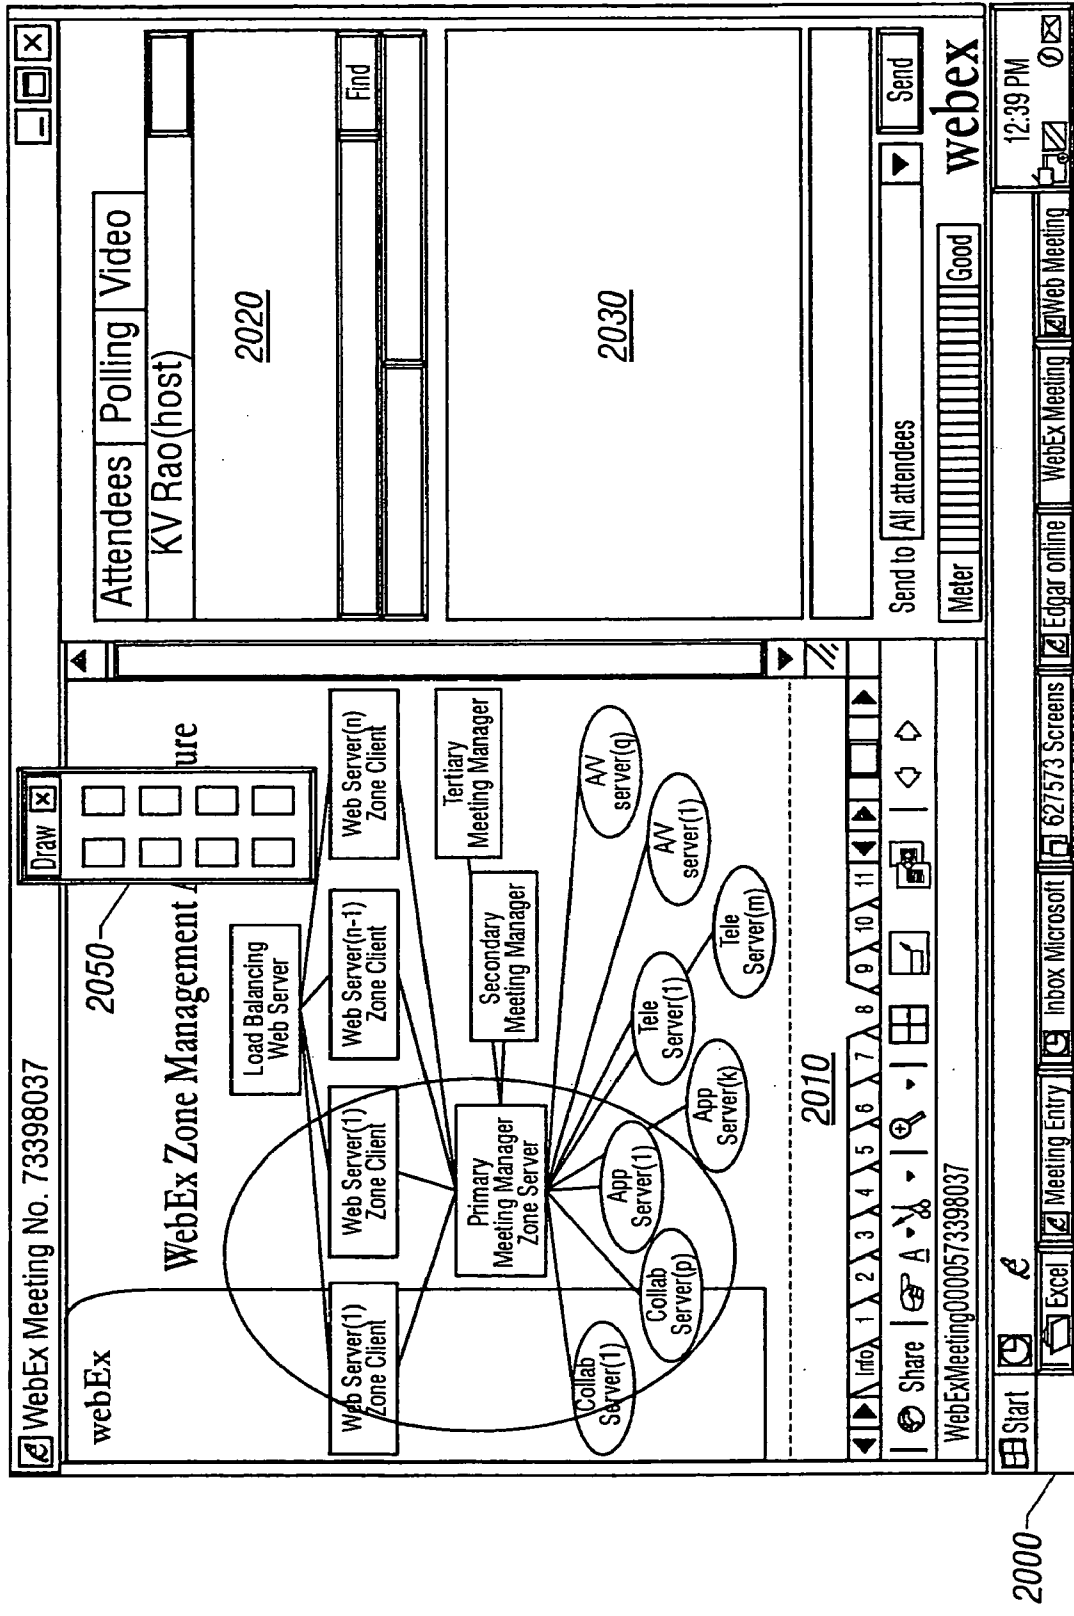 WebEx Meeting No. 73398037
webEx
WebEx Zone Management A
ure
2050
Draw
Load Balancing
Web Server
Web Server(1)
Zone Client
Web Server(1)
Zone Client
Web Server(n-1)
Zone Client
Web Server(n)
Zone Client
Primary
Meeting Manager
Zone Server
Secondary
Meeting Manager
Tertiary
Meeting Manager
Collab
Server(1)
Collab
Server(p)
App
Server(1)
App
Server(k)
Tele
Server(1)
Tele
Server(m)
A/V
server(1)
A/V
server(q)
2010
Info 1 2 3 4 5 6 7 8 9 10 11
Share A
WebExMeeting000005733​98037
Attendees Polling Video
KV Rao(host)
2020
Find
2030
Send to All attendees Send
Meter Good webex
Start 12:39 PM
Excel Meeting Entry Inbox Microsoft 627573 Screens Edgar online WebEx Meeting Web Meeting
2000